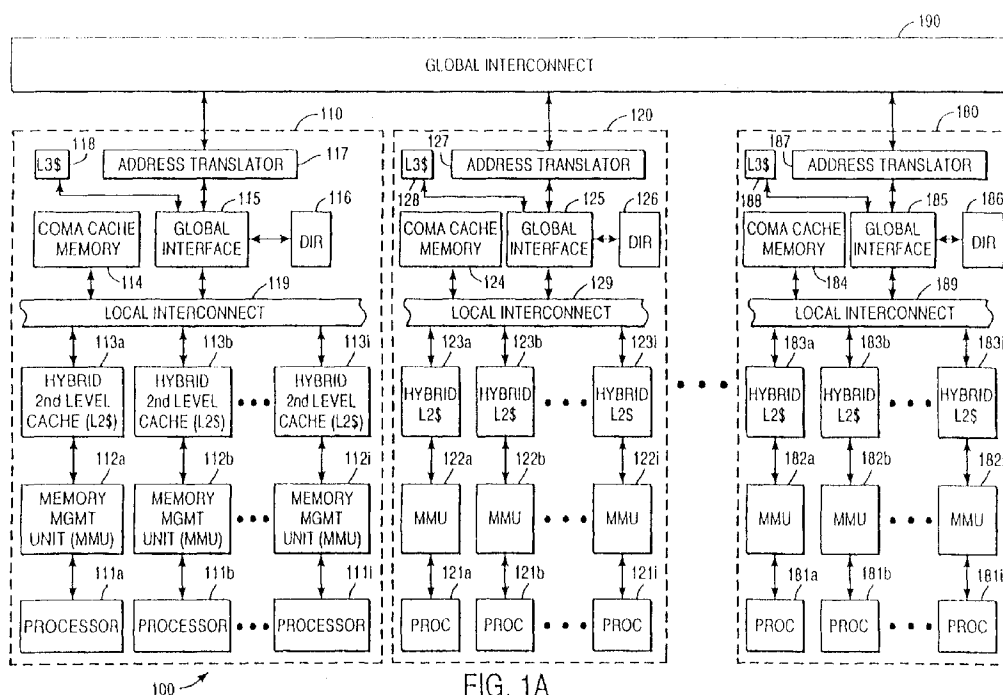 190
GLOBAL INTERCONNECT
110
120
180
118
L3$
ADDRESS TRANSLATOR
117
127
L3$
ADDRESS TRANSLATOR
128
187
L3$
ADDRESS TRANSLATOR
188
115
116
COMA CACHE
MEMORY
GLOBAL
INTERFACE
DIR
114
125
126
COMA CACHE
MEMORY
GLOBAL
INTERFACE
DIR
124
185
186
COMA CACHE
MEMORY
GLOBAL
INTERFACE
DIR
184
119
LOCAL INTERCONNECT
129
LOCAL INTERCONNECT
189
LOCAL INTERCONNECT
113a
113b
113i
HYBRID
2nd LEVEL
CACHE (L2$)
HYBRID
2nd LEVEL
CACHE (L2$)
HYBRID
2nd LEVEL
CACHE (L2$)
123a
123b
123i
HYBRID
L2$
HYBRID
L2$
HYBRID
L2$
183a
183b
183i
HYBRID
L2$
HYBRID
L2$
HYBRID
L2$
112a
112b
112i
MEMORY
MGMT
UNIT (MMU)
MEMORY
MGMT
UNIT (MMU)
MEMORY
MGMT
UNIT (MMU)
122a
122b
122i
MMU
MMU
MMU
182a
182b
182i
MMU
MMU
MMU
111a
111b
111i
PROCESSOR
PROCESSOR
PROCESSOR
121a
121b
121i
PROC
PROC
PROC
181a
181b
181i
PROC
PROC
PROC
100
FIG. 1A